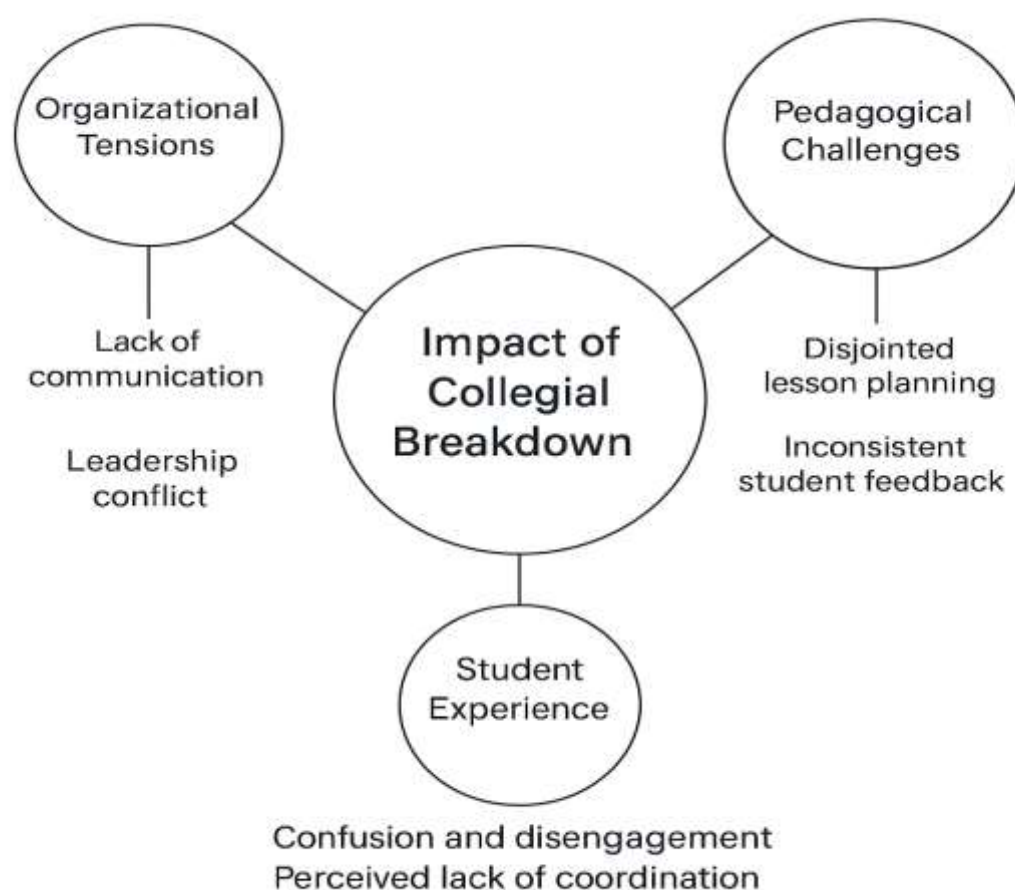 Organizational
Tensions
Lack of
communication
Leadership
conflict
Pedagogical
Challenges
Disjointed
lesson planning
Inconsistent
student feedback
Impact of
Collegial
Breakdown
Student
Experience
Confusion and disengagement
Perceived lack of coordination